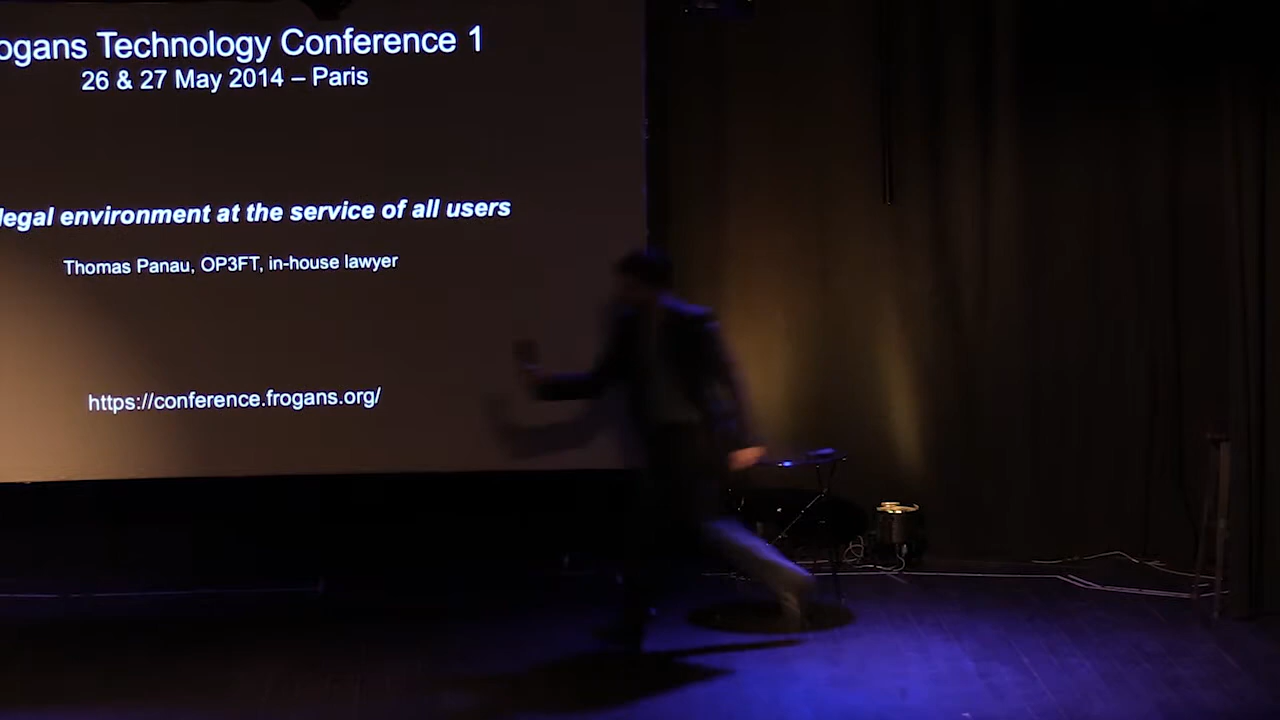 ogans Technology Conference 1
26 & 27 May 2014 – Paris
legal environment at the service of all users
Thomas Panau, OP3FT, in-house lawyer
https://conference.frogans.org/